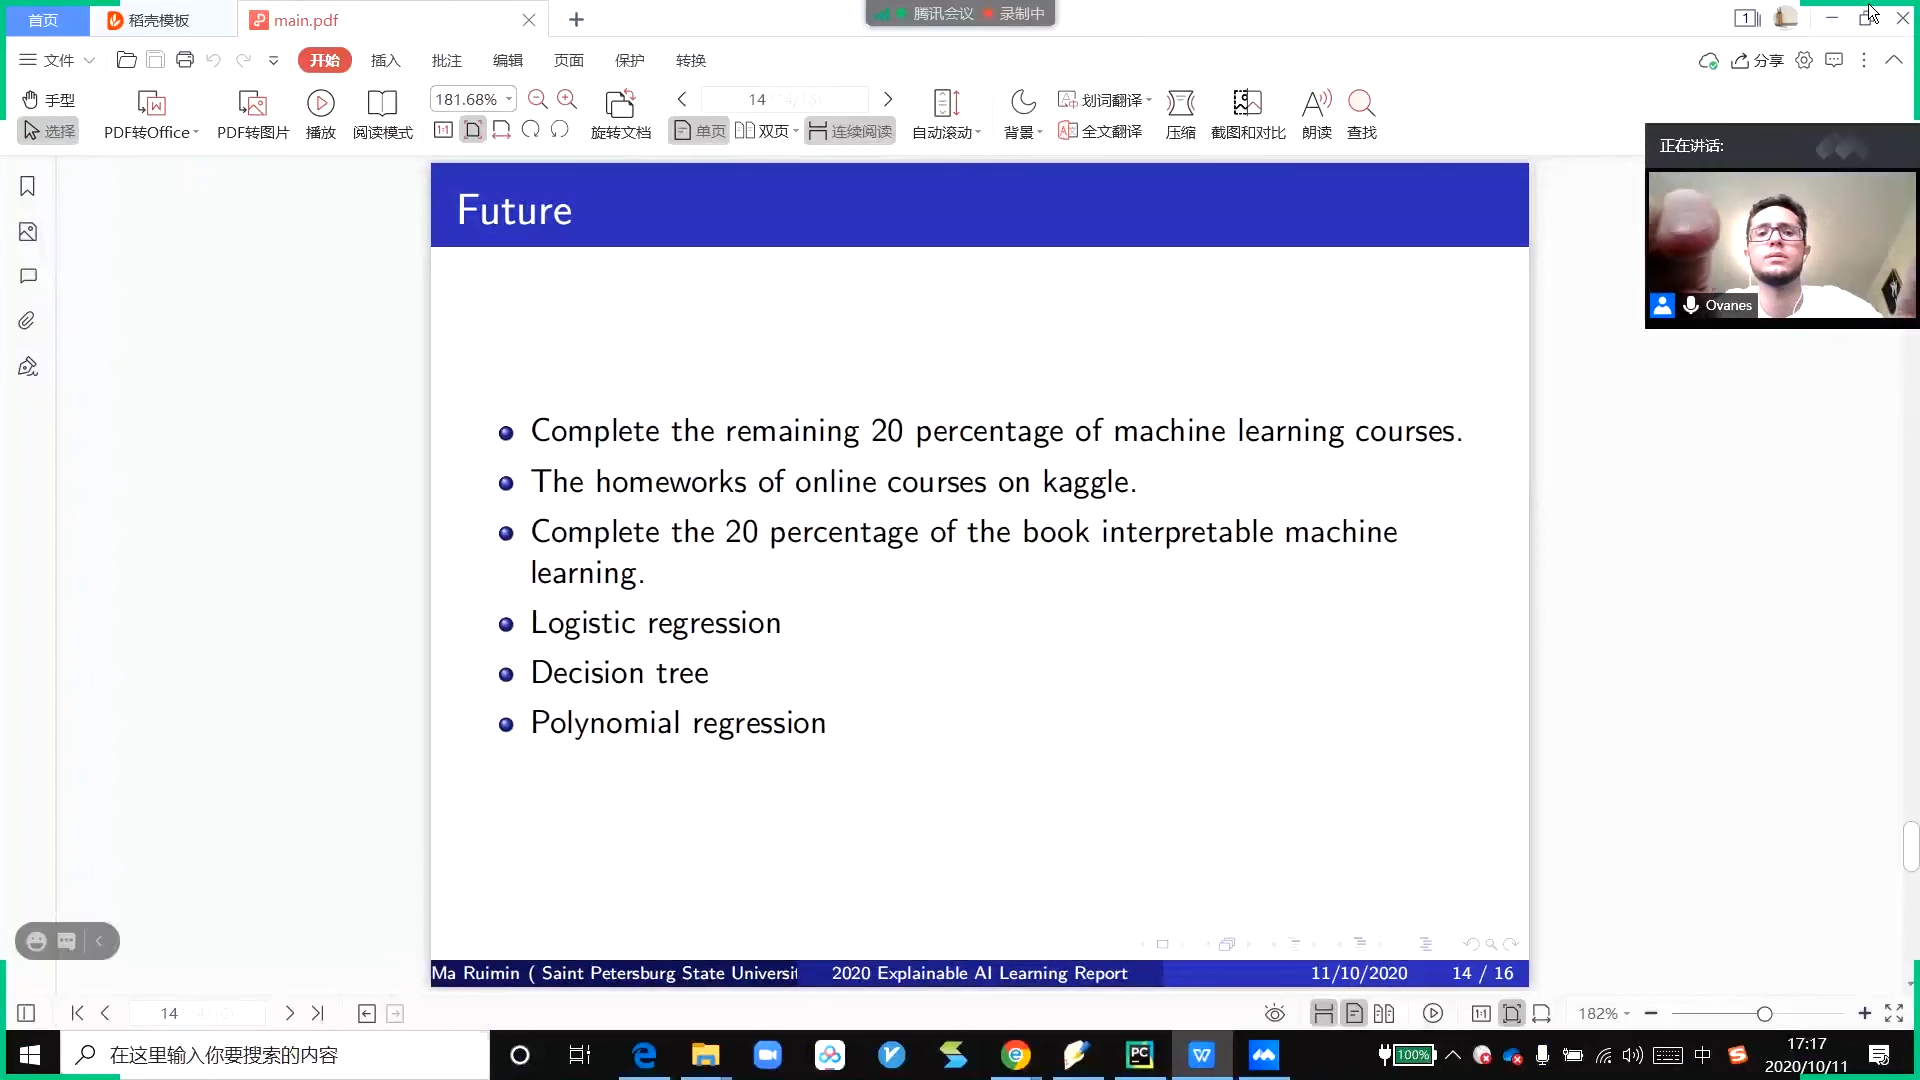 首页
稻壳模板
main.pdf
腾讯会议
录制中
1
文件
开始
插入
批注
编辑
页面
保护
转换
分享
手型
选择
PDF转Office
PDF转图片
播放
阅读模式
181.68%
1:1
旋转文档
14 (14/16)
单页
双页
连续阅读
自动滚动
背景
划词翻译
全文翻译
压缩
截图和对比
朗读
查找
正在讲话:
Ovanes
Future
Complete the remaining 20 percentage of machine learning courses.
The homeworks of online courses on kaggle.
Complete the 20 percentage of the book interpretable machine
learning.
Logistic regression
Decision tree
Polynomial regression
Ma Ruimin ( Saint Petersburg State Universit
2020 Explainable AI Learning Report
11/10/2020
14 / 16
14
1:1
182%
在这里输入你要搜索的内容
100%
中
17:17
2020/10/11